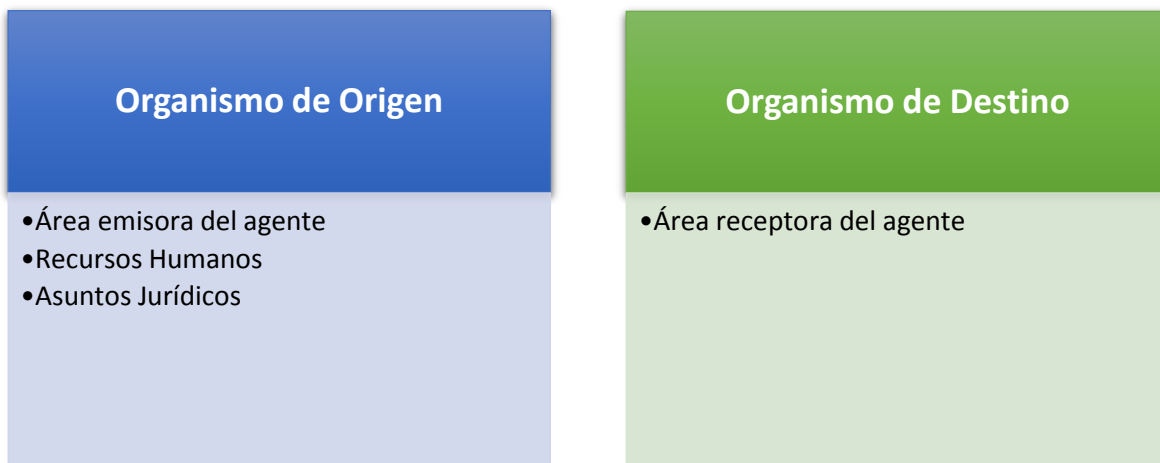 Organismo de Origen
•Área emisora del agente
•Recursos Humanos
•Asuntos Jurídicos
Organismo de Destino
•Área receptora del agente